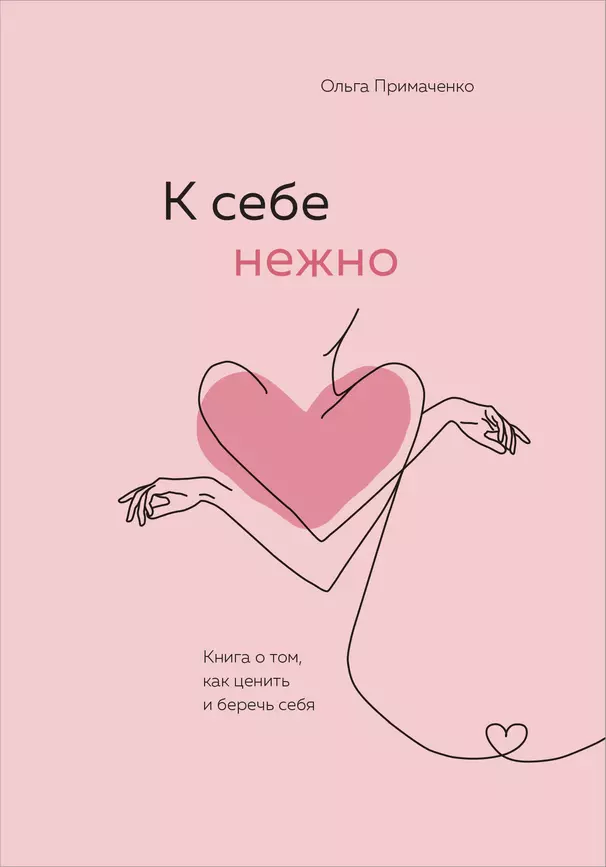 Ольга Примаченко
К себе
нежно
Книга о том,
как ценить
и беречь себя